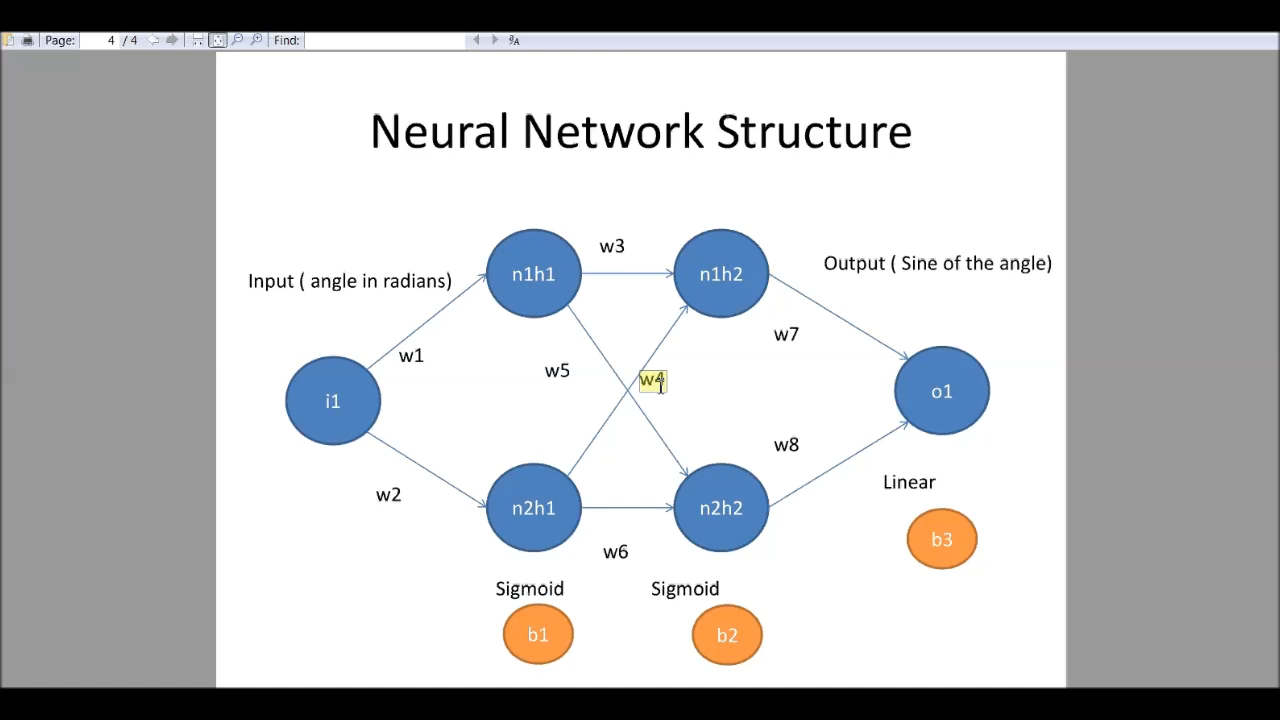 Page: 4 / 4 Find:
Neural Network Structure
w3
Input ( angle in radians)
n1h1
n1h2
Output ( Sine of the angle)
w1
w5
w4
w7
i1
o1
w2
w8
n2h1
n2h2
Linear
w6
b3
Sigmoid
Sigmoid
b1
b2